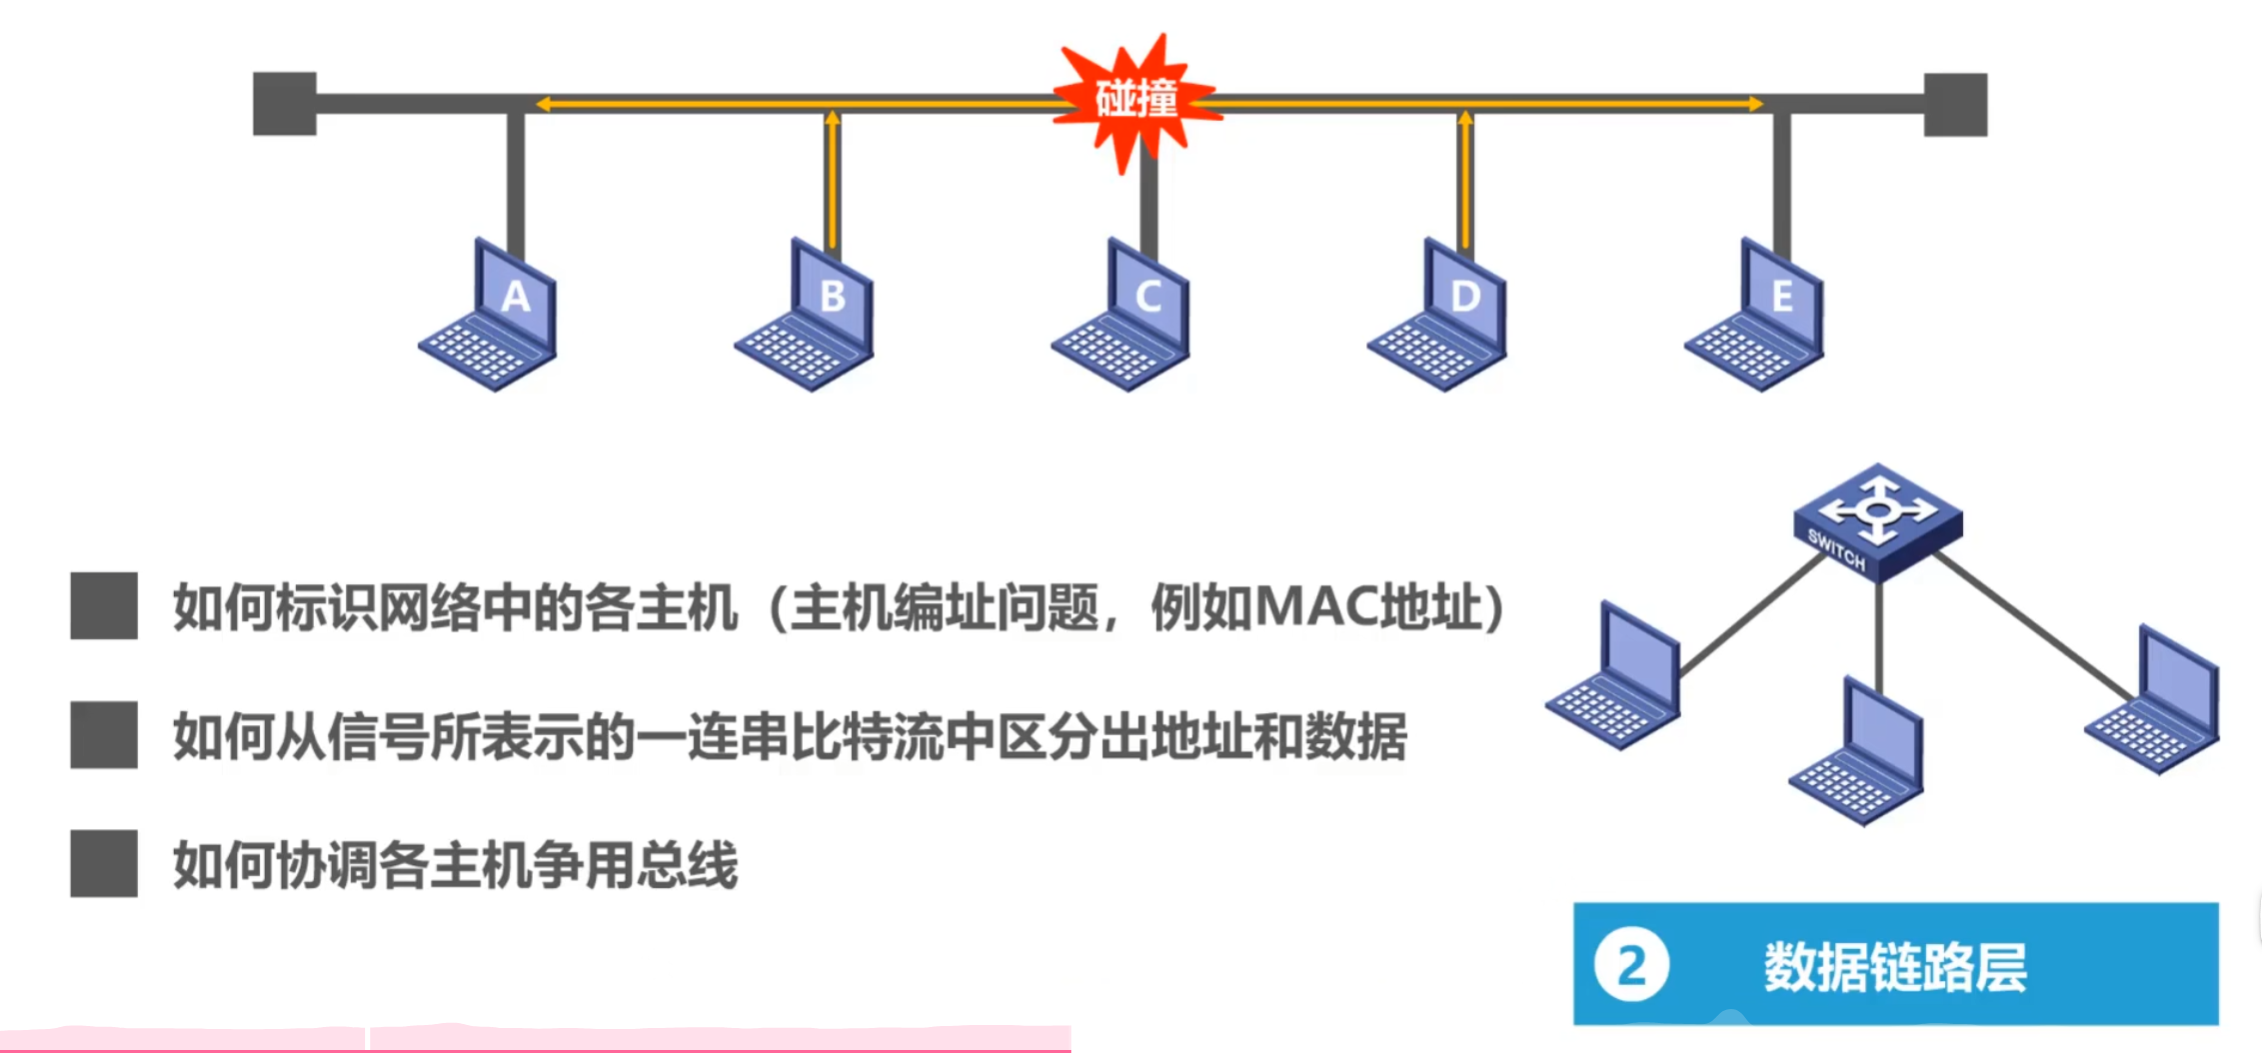 碰撞
A
B
C
D
E
SWITCH
如何标识网络中的各主机（主机编址问题，例如MAC地址）
如何从信号所表示的一连串比特流中区分出地址和数据
如何协调各主机争用总线
2 数据链路层